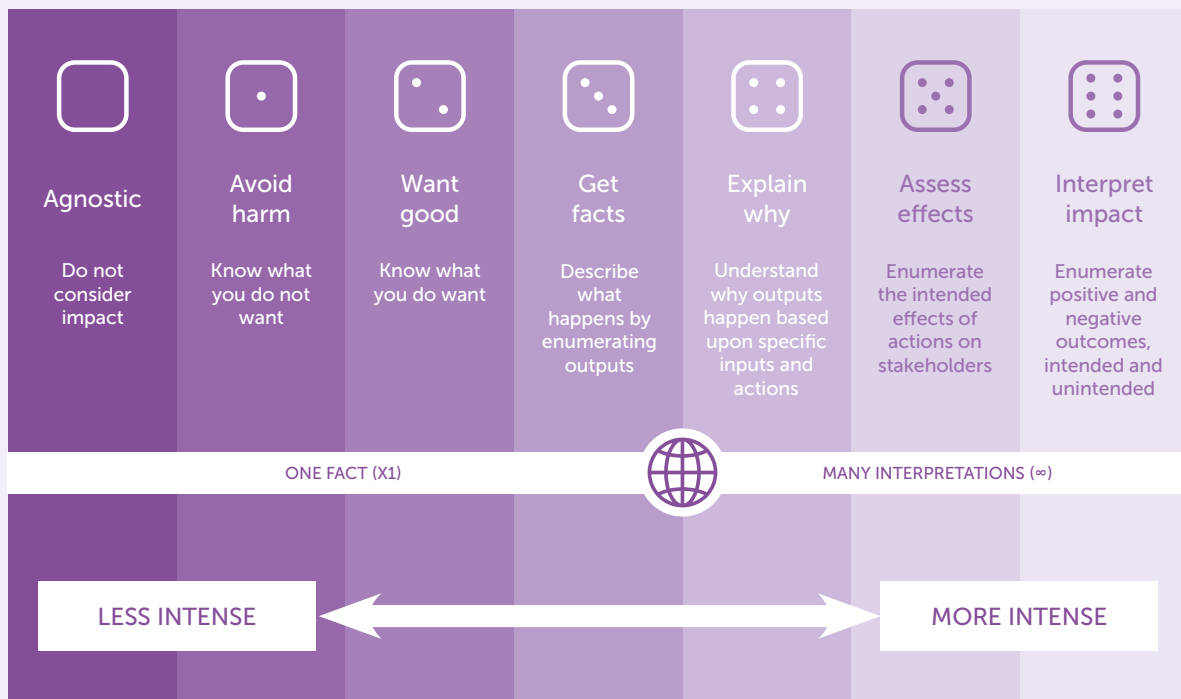 Agnostic
Do not
consider
impact
Avoid
harm
Know what
you do not
want
Want
good
Know what
you do want
Get
facts
Describe
what
happens by
enumerating
outputs
Explain
why
Understand
why outputs
happen based
upon specific
inputs and
actions
Assess
effects
Enumerate
the intended
effects of
actions on
stakeholders
Interpret
impact
Enumerate
positive and
negative
outcomes,
intended and
unintended
ONE FACT (X1)
MANY INTERPRETATIONS (∞)
LESS INTENSE
MORE INTENSE